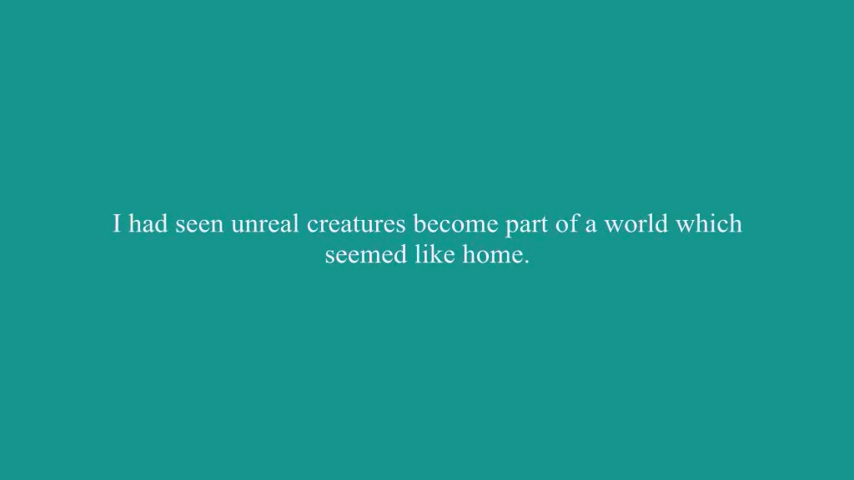 I had seen unreal creatures become part of a world which
seemed like home.